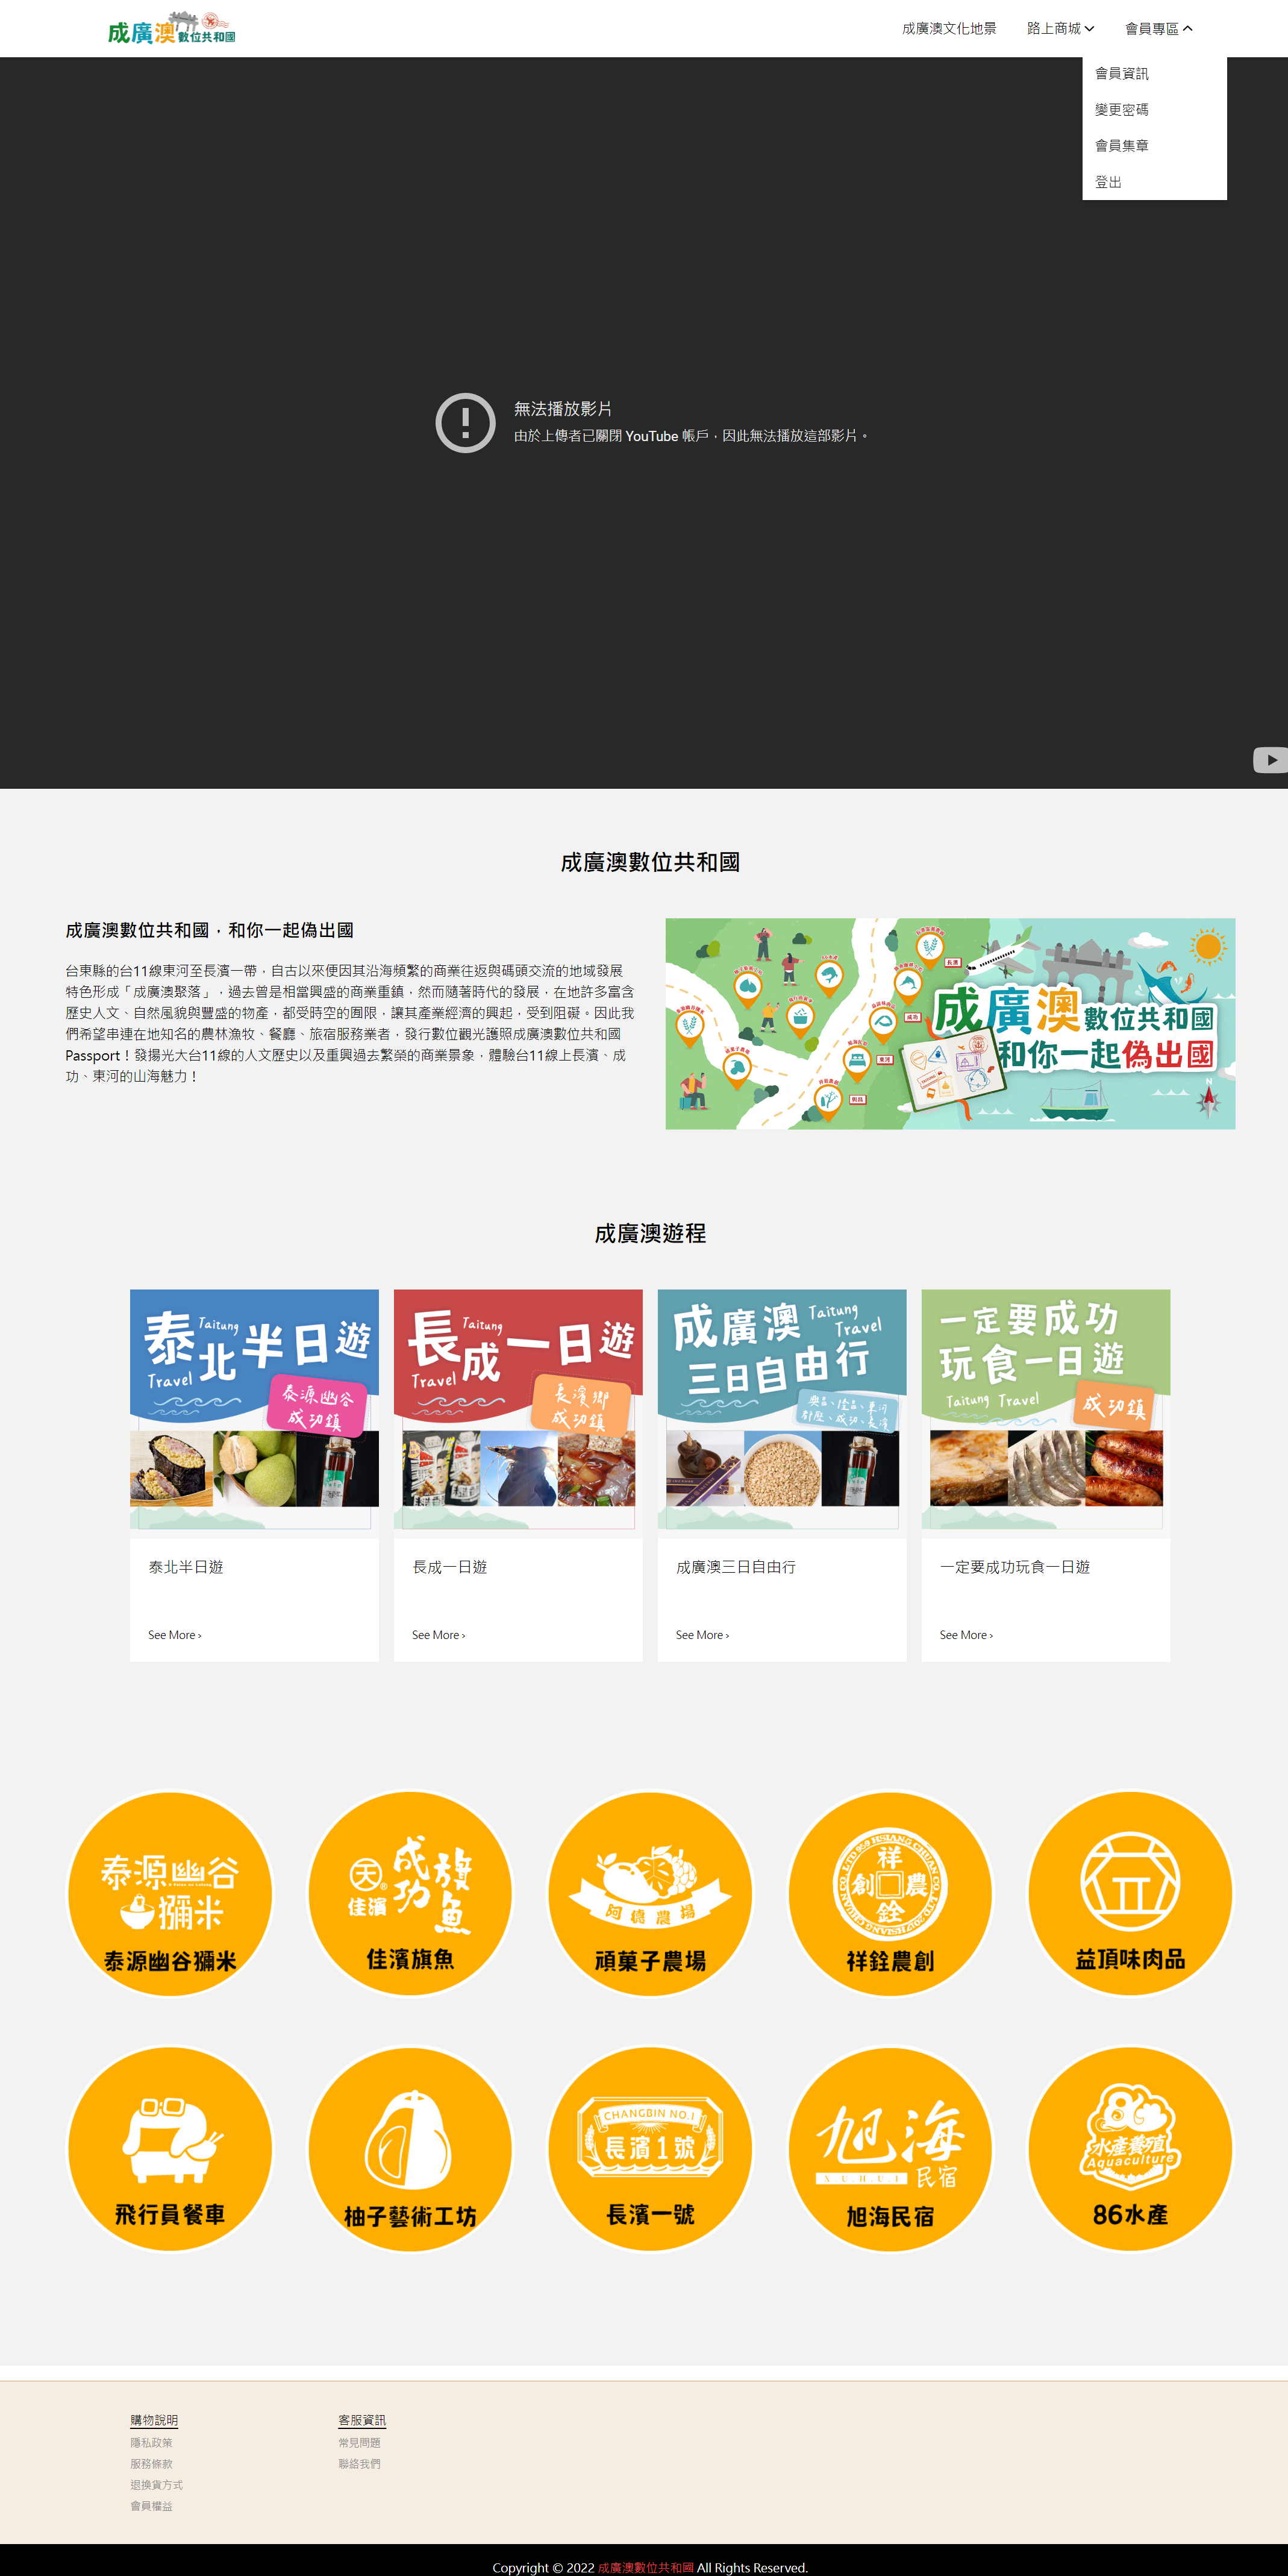 成廣澳數位共和國
成廣澳文化地景 路上商城 會員專區
會員資訊
變更密碼
會員集章
登出
無法播放影片
由於上傳者已關閉 YouTube 帳戶，因此無法播放這部影片。
成廣澳數位共和國
成廣澳數位共和國，和你一起偽出國
台東縣的台11線東河至長濱一帶，自古以來便因其沿海頻繁的商業往返與碼頭交流的地域發展
特色形成「成廣澳聚落」，過去曾是相當興盛的商業重鎮，然而隨著時代的發展，在地許多富含
歷史人文、自然風貌與豐盛的物產，都受時空的囿限，讓其產業經濟的興起，受到阻礙。因此我
們希望串連在地知名的農林漁牧、餐廳、旅宿服務業者，發行數位觀光護照成廣澳數位共和國
Passport！發揚光大台11線的人文歷史以及重興過去繁榮的商業景象，體驗台11線上長濱、成
功、東河的山海魅力！
長濱
成功
東河
成廣澳數位共和國
和你一起偽出國
N
成廣澳遊程
泰北半日遊
Taitung
Travel
泰源幽谷
成功鎮
長成一日遊
Taitung
Travel
長濱鄉
成功鎮
成廣澳
Taitung
Travel
三日自由行
一定要成功
玩食一日遊
Taitung Travel
成功鎮
泰北半日遊
長成一日遊
成廣澳三日自由行
一定要成功玩食一日遊
See More ›
See More ›
See More ›
See More ›
泰源幽谷
獼米
泰源幽谷獼米
天
佳濱
成功
旗魚
®
佳濱旗魚
阿德農場
頑菓子農場
祥
創 農
銓
祥銓農創
益頂味肉品
飛行員餐車
柚子藝術工坊
CHANGBIN NO.1
長濱1號
長濱一號
旭海
民宿
旭海民宿
86
水產養殖
Aquaculture
86水產
購物說明
隱私政策
服務條款
退換貨方式
會員權益
客服資訊
常見問題
聯絡我們
Copyright © 2022 成廣澳數位共和國 All Rights Reserved.